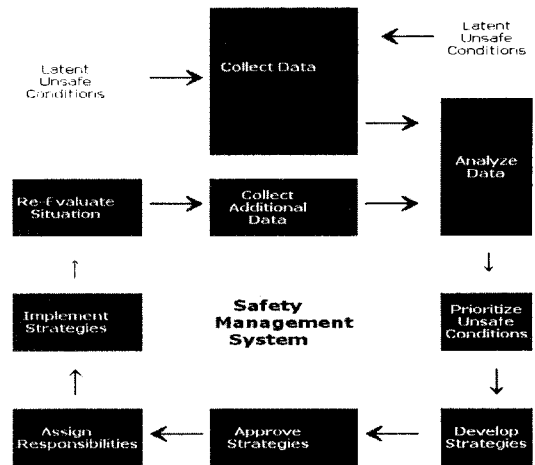 Latent
Unsafe
Conditions
Collect Data
Latent
Unsafe
Conditions
Analyze
Data
Re-Evaluate
Situation
Collect
Additional
Data
Implement
Strategies
Safety
Management
System
Prioritize
Unsafe
Conditions
Assign
Responsibilities
Approve
Strategies
Develop
Strategies